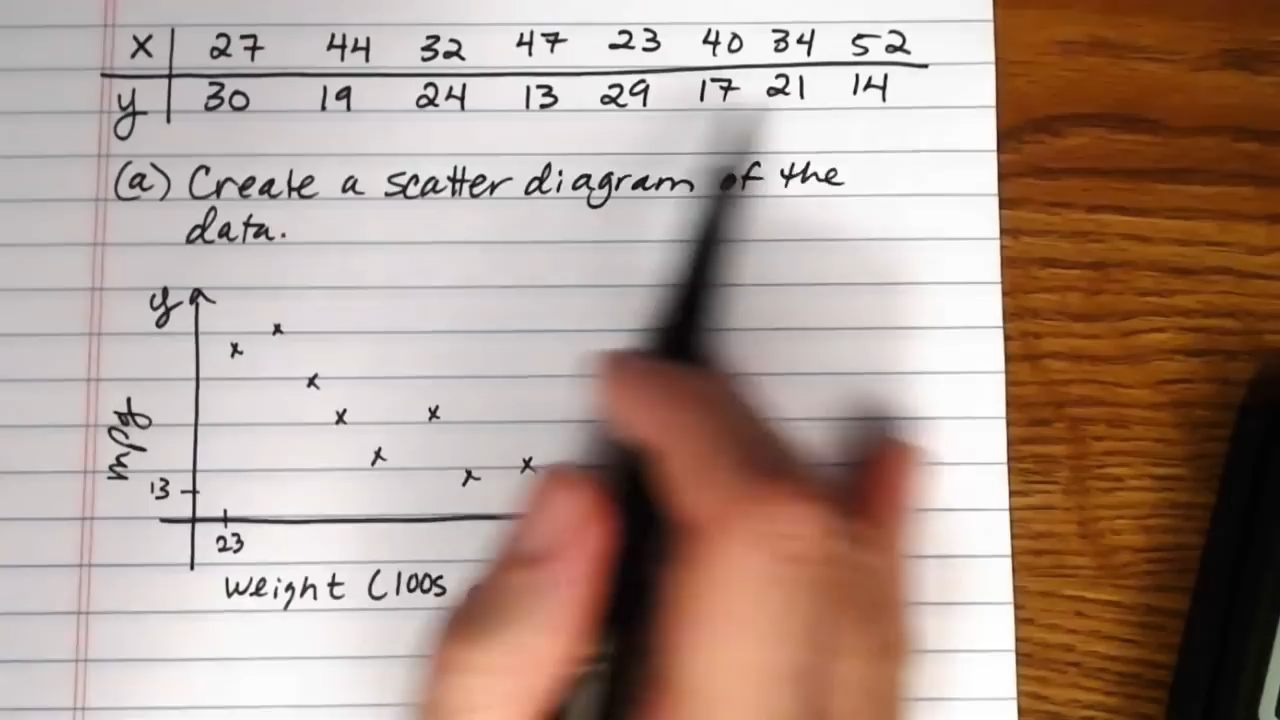 x 27 44 32 47 23 40 34 52
y 30 19 24 13 29 17 21 14
(a) Create a scatter diagram of the
data.
y
mpg
13
23
Weight (100s